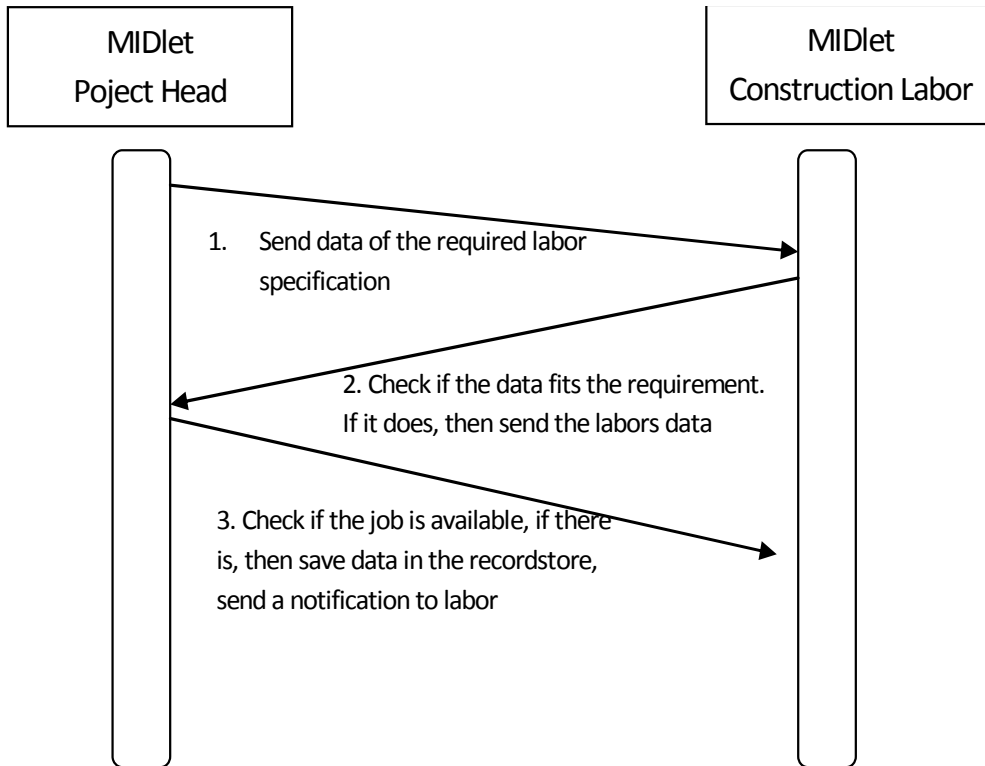 MIDlet
Poject Head
MIDlet
Construction Labor
1. Send data of the required labor
specification
2. Check if the data fits the requirement.
If it does, then send the labors data
3. Check if the job is available, if there
is, then save data in the recordstore,
send a notification to labor